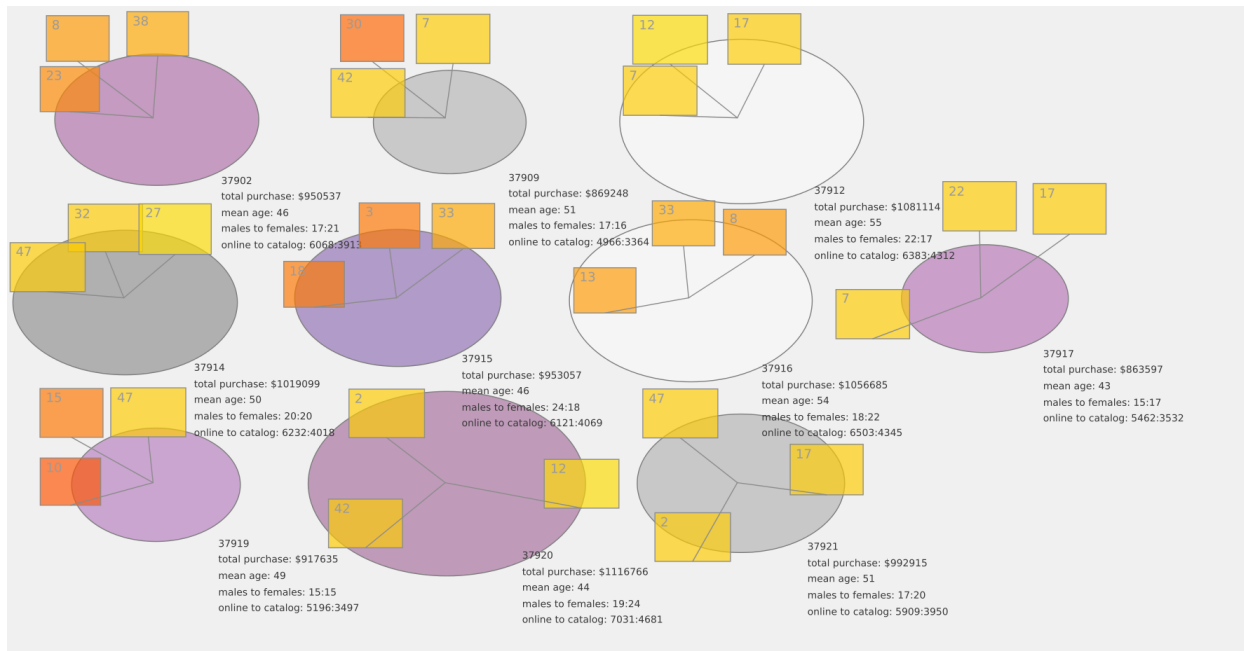 8
38
23
30
7
42
12
17
7
37902
total purchase: $950537
mean age: 46
males to females: 17:21
online to catalog: 6068:3913
37909
total purchase: $869248
mean age: 51
males to females: 17:16
online to catalog: 4966:3364
37912
total purchase: $1081114
mean age: 55
males to females: 22:17
online to catalog: 6383:4312
32
27
47
3
33
18
33
8
13
22
17
7
37914
total purchase: $1019099
mean age: 50
males to females: 20:20
online to catalog: 6232:4018
37915
total purchase: $953057
mean age: 46
males to females: 24:18
online to catalog: 6121:4069
37916
total purchase: $1056685
mean age: 54
males to females: 18:22
online to catalog: 6503:4345
37917
total purchase: $863597
mean age: 43
males to females: 15:17
online to catalog: 5462:3532
15
47
10
2
12
42
47
17
2
37919
total purchase: $917635
mean age: 49
males to females: 15:15
online to catalog: 5196:3497
37920
total purchase: $1116766
mean age: 44
males to females: 19:24
online to catalog: 7031:4681
37921
total purchase: $992915
mean age: 51
males to females: 17:20
online to catalog: 5909:3950